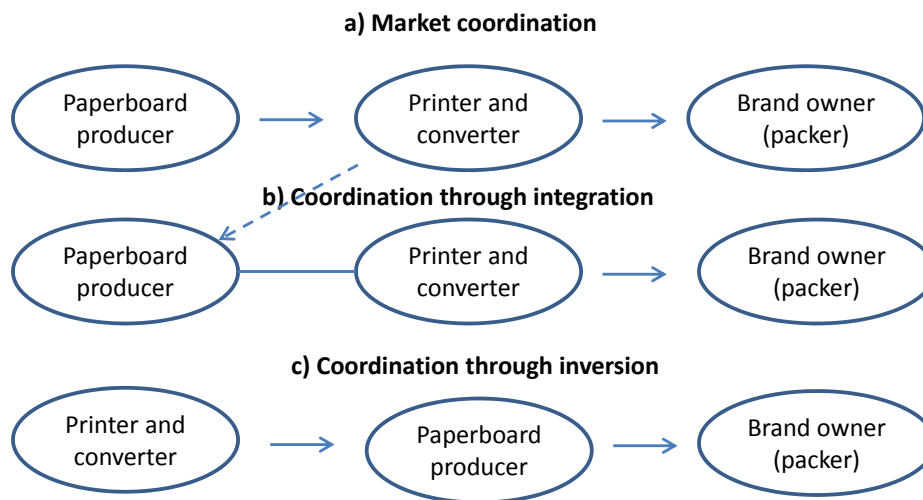 a) Market coordination
Paperboard
producer
Printer and
converter
Brand owner
(packer)
b) Coordination through integration
Paperboard
producer
Printer and
converter
Brand owner
(packer)
c) Coordination through inversion
Printer and
converter
Paperboard
producer
Brand owner
(packer)